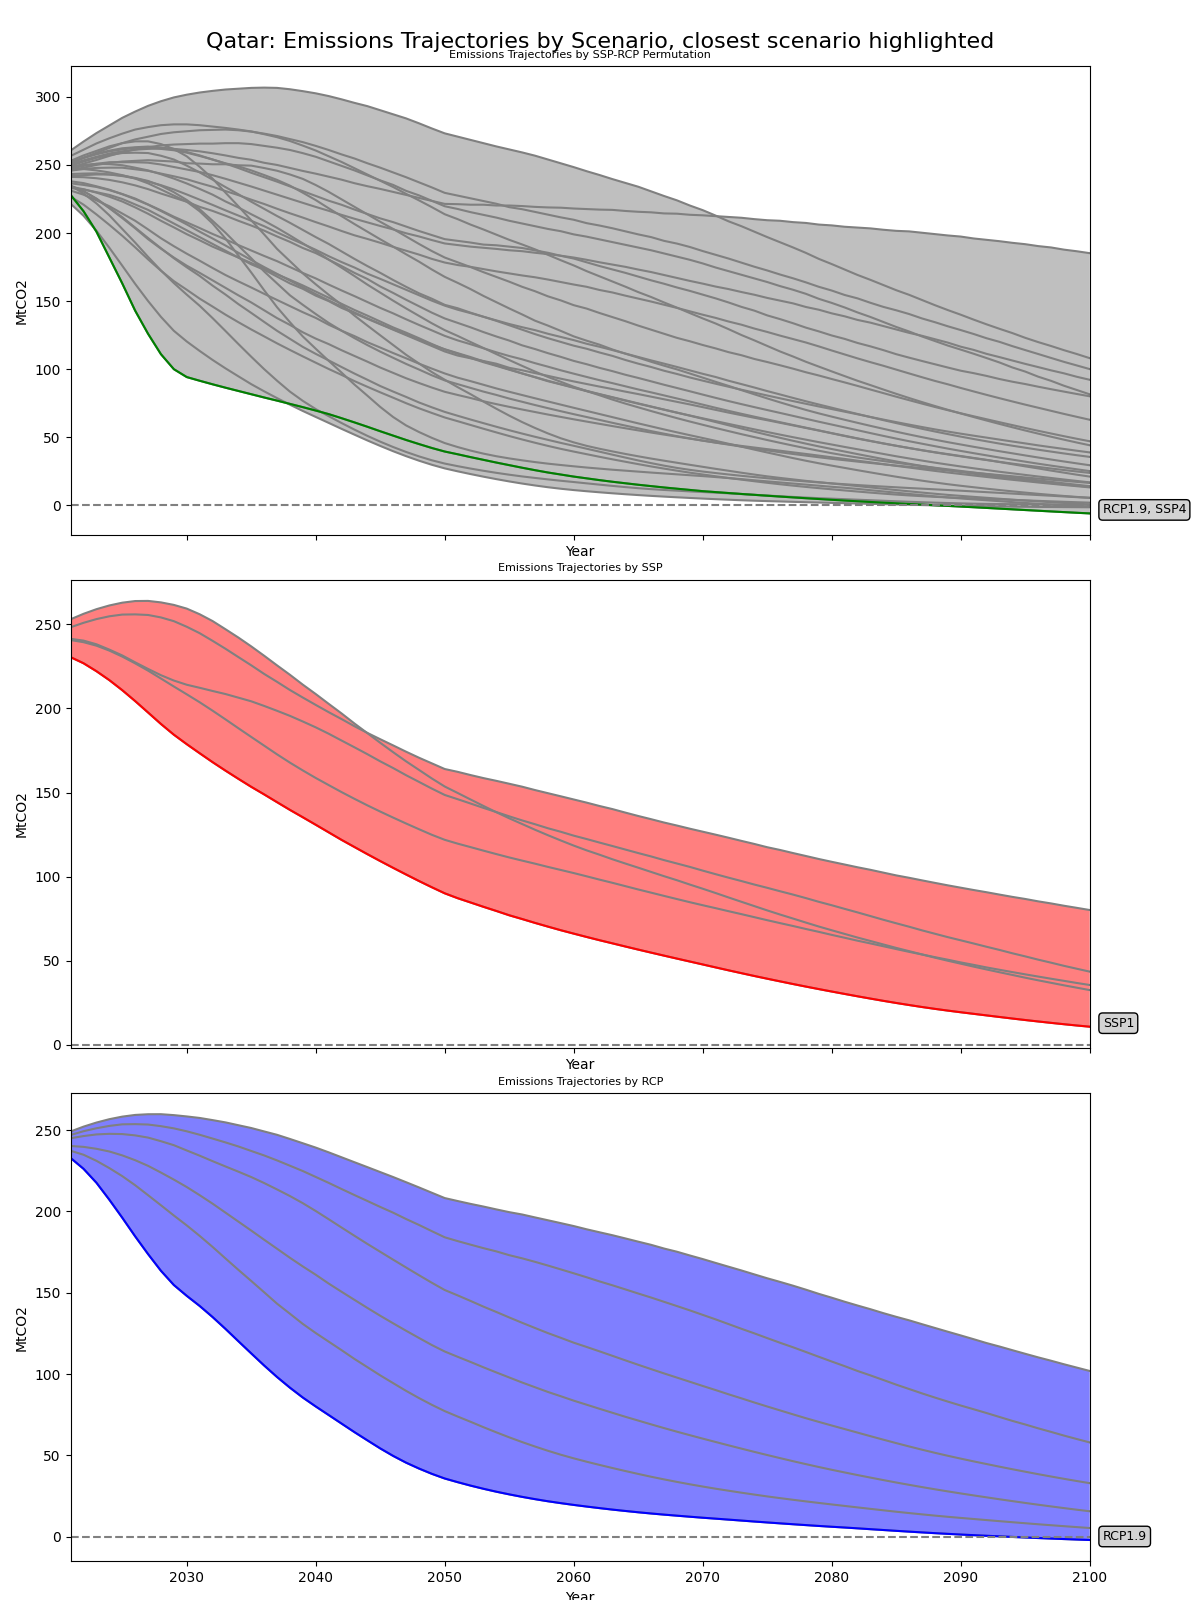 Qatar: Emissions Trajectories by Scenario, closest scenario highlighted
Emissions Trajectories by SSP-RCP Permutation
300
250
200
150
100
50
0
MtCO2
RCP1.9, SSP4
Year
Emissions Trajectories by SSP
250
200
150
100
50
0
MtCO2
SSP1
Year
Emissions Trajectories by RCP
250
200
150
100
50
0
MtCO2
RCP1.9
2030 2040 2050 2060 2070 2080 2090 2100
Year